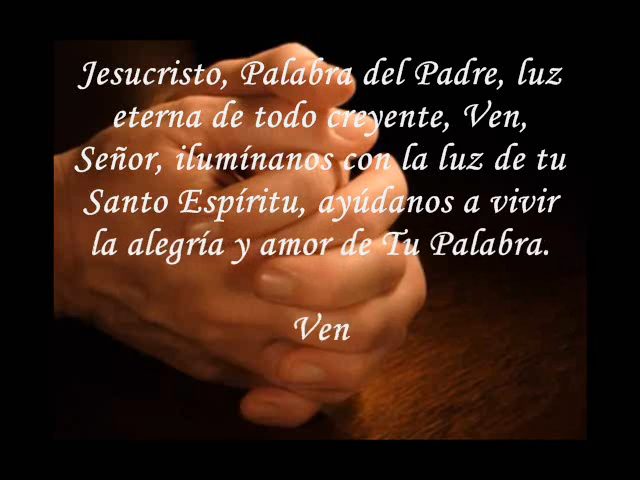 Jesucristo, Palabra del Padre, luz
eterna de todo creyente, Ven,
Señor, ilumínanos con la luz de tu
Santo Espíritu, ayúdanos a vivir
la alegría y amor de Tu Palabra.
Ven